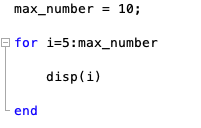 max_number = 10;
for i=5:max_number
disp(i)
end